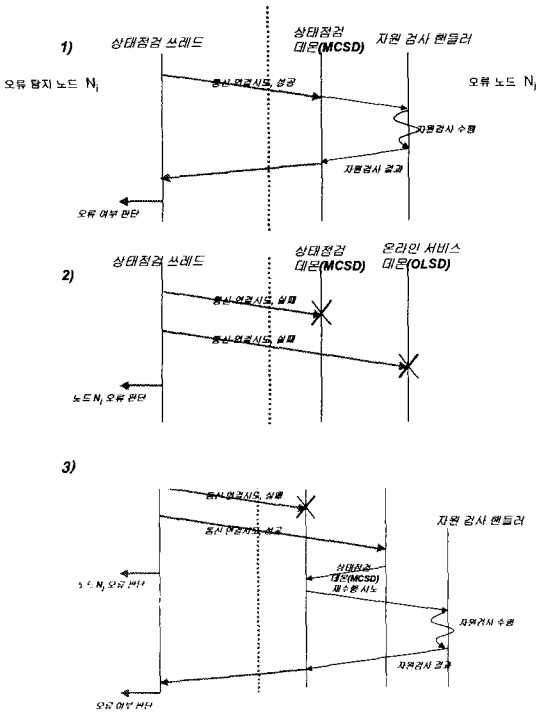 1)
상태점검 쓰레드
상태점검
데몬(MCSD)
자원 검사 핸들러
오류 탐지 노드 Ni
오류 노드 Nj
통신 연결시도, 성공
자원검사 수행
자원검사 결과
오류 여부 판단
2)
상태점검 쓰레드
상태점검
데몬(MCSD)
온라인 서비스
데몬(OLSD)
통신 연결시도, 실패
통신 연결시도, 실패
노드 Nj 오류 판단
3)
통신 연결시도, 실패
자원 검사 핸들러
통신 연결시도, 성공
상태점검
데몬(MCSD)
재수행 시도
노드 Nj 오류 판단
자원검사 수행
자원검사 결과
오류 여부 판단